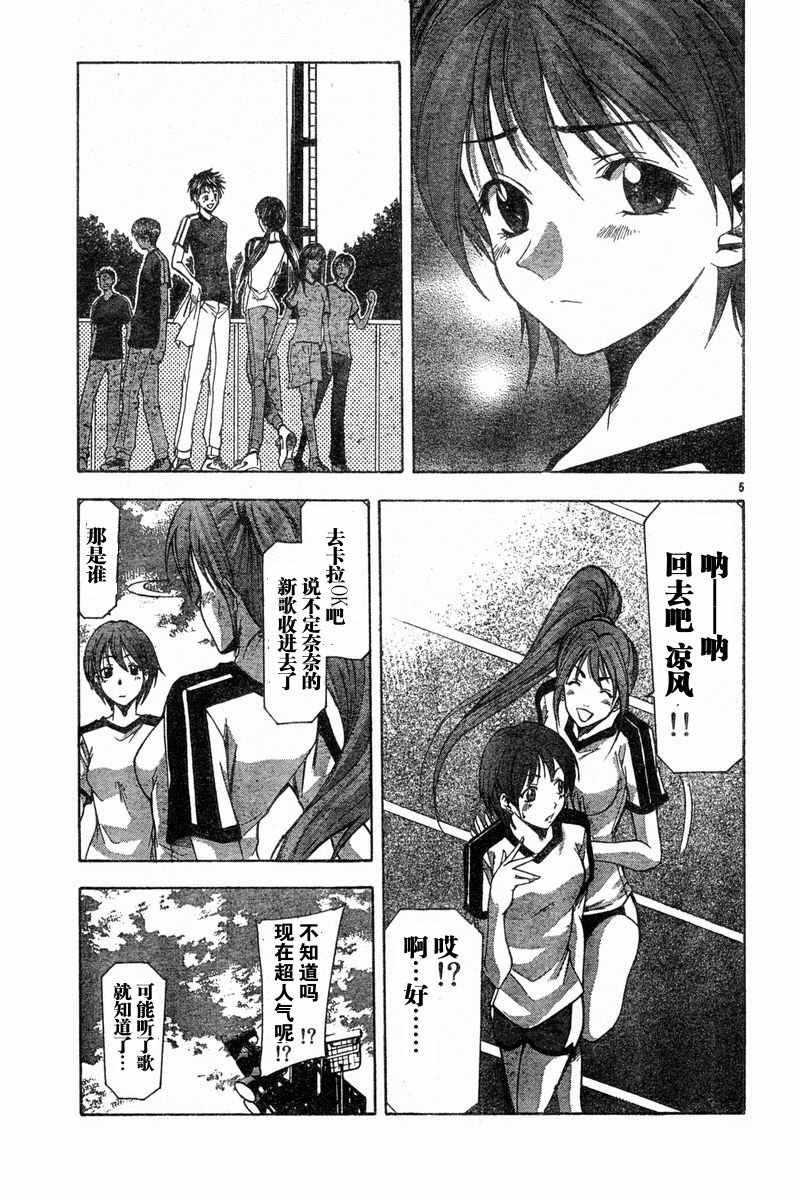 5
呐——呐
回去吧 凉风
!!
哎!?
啊……好……
去卡拉OK吧
说不定奈奈的
新歌收进去了
那是谁
不知道吗!?
现在超人气呢!?
可能听了歌
就知道了…